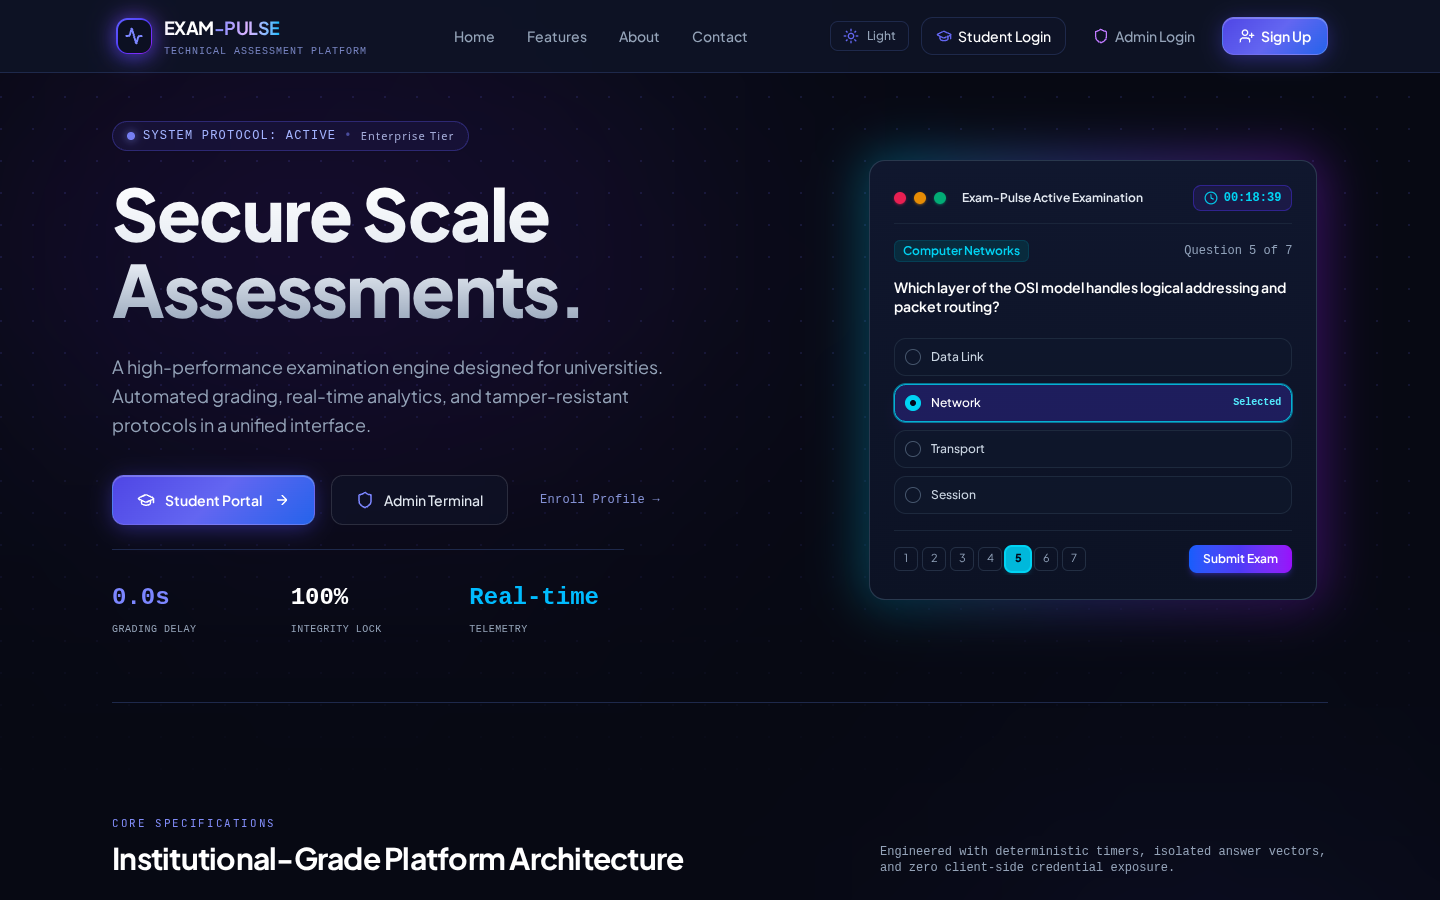 EXAM-PULSE
TECHNICAL ASSESSMENT PLATFORM
Home
Features
About
Contact
Light
Student Login
Admin Login
Sign Up
SYSTEM PROTOCOL: ACTIVE • Enterprise Tier
Secure Scale
Assessments.
A high-performance examination engine designed for universities.
Automated grading, real-time analytics, and tamper-resistant
protocols in a unified interface.
Student Portal →
Admin Terminal
Enroll Profile →
0.0s
GRADING DELAY
100%
INTEGRITY LOCK
Real-time
TELEMETRY
Exam-Pulse Active Examination
00:18:39
Computer Networks
Question 5 of 7
Which layer of the OSI model handles logical addressing and
packet routing?
Data Link
Network
Selected
Transport
Session
1 2 3 4 5 6 7
Submit Exam
CORE SPECIFICATIONS
Institutional-Grade Platform Architecture
Engineered with deterministic timers, isolated answer vectors,
and zero client-side credential exposure.